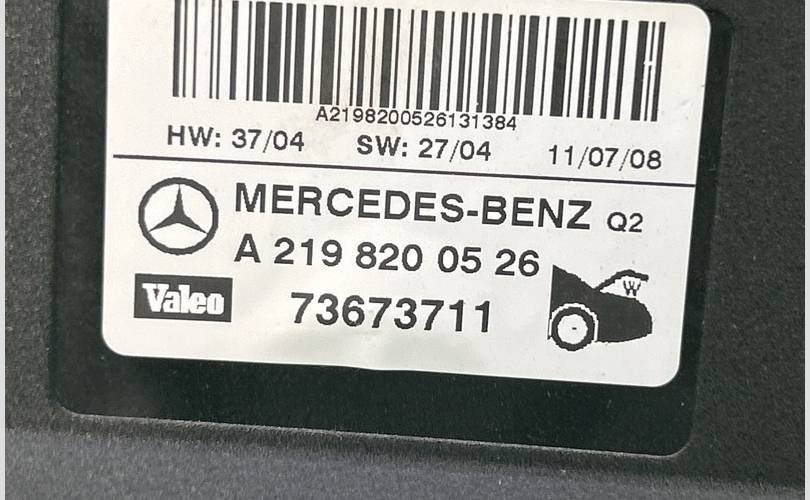 A2198200526131384
HW: 37/04 SW: 27/04 11/07/08
MERCEDES-BENZ Q2
A 219 820 05 26
Valeo 73673711
W